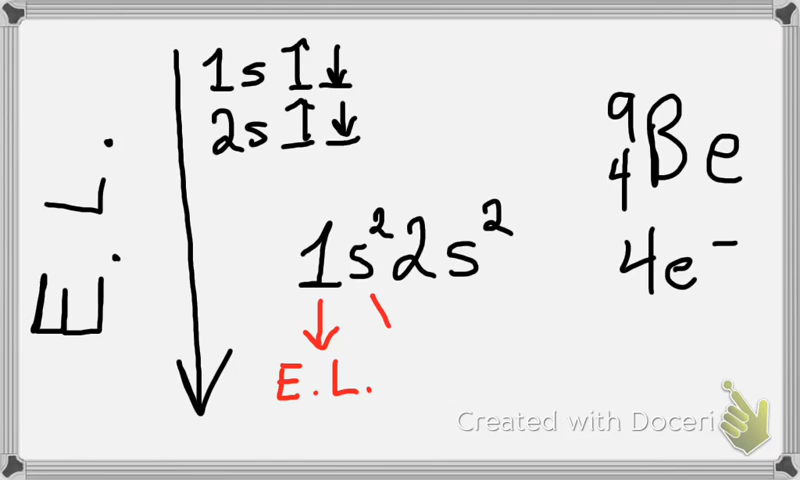 E. L.
1s ↑↓
2s ↑↓
⁹₄Be
1s²2s²
4e⁻
E.L.
Created with Doceri